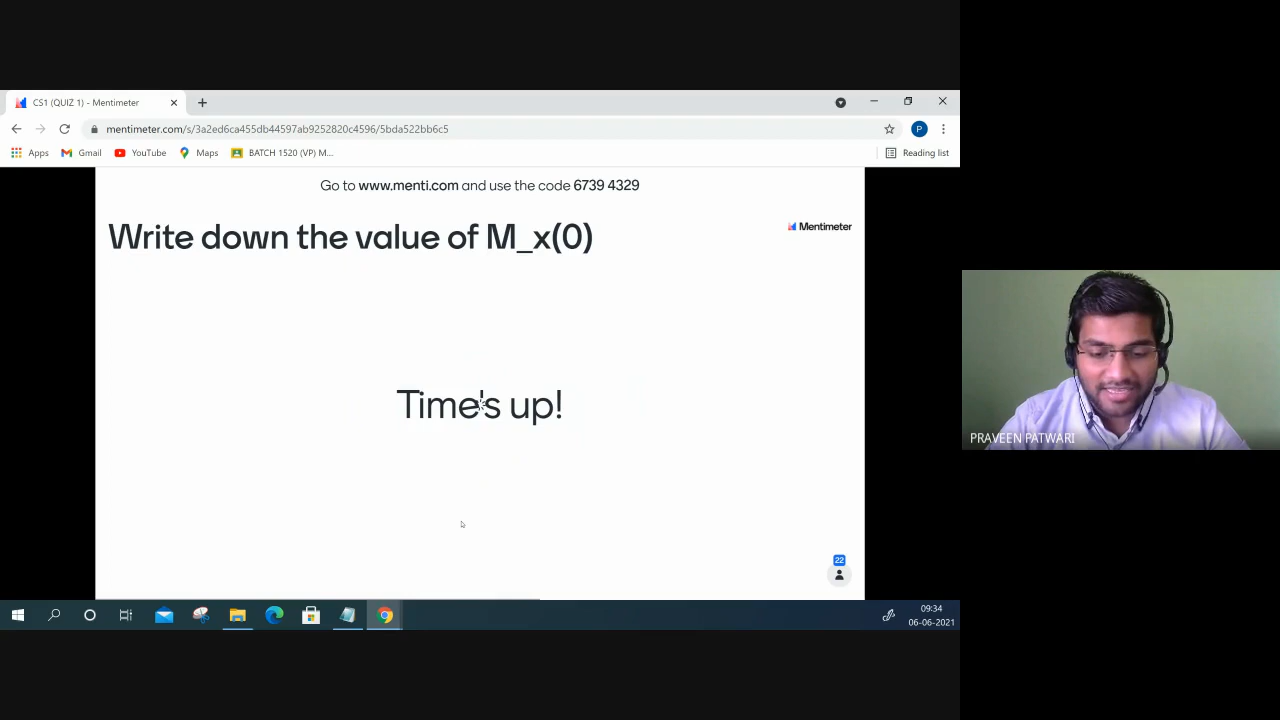 CS1 (QUIZ 1) - Mentimeter
mentimeter.com/s/3a2ed6ca455db44597ab9252820c4596/5bda522bb6c5
P
Apps
Gmail
YouTube
Maps
BATCH 1520 (VP) M...
Reading list
Go to www.menti.com and use the code 6739 4329
Write down the value of M_x(0)
Mentimeter
Time's up!
22
PRAVEEN PATWARI
09:34
06-06-2021